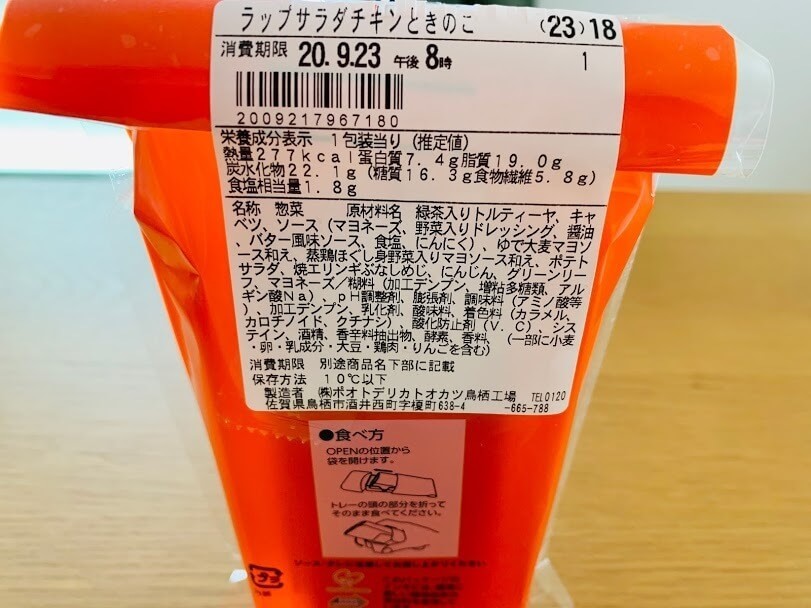 ラップサラダチキンときのこ (23)18
消費期限 20.9.23 午後8時 1
2009217967180
栄養成分表示 1包装当り(推定値)
熱量277kcal蛋白質7.4g脂質19.0g
炭水化物22.1g(糖質16.3g食物繊維5.8g)
食塩相当量1.8g
名称 惣菜 原材料名 緑茶入りトルティーヤ、キャ
ベツ、ソース(マヨネーズ、野菜入りドレッシング、醤油
、バター風味ソース、食塩、にんにく)、ゆで大麦マヨソ
ース和え、蒸鶏ほぐし身野菜入りマヨソース和え、ポテト
サラダ、焼エリンギぶなしめじ、にんじん、グリーンリー
フ、マヨネーズ/糊料(加工デンプン、増粘多糖類、アル
ギン酸Na)、pH調整剤、膨張剤、調味料(アミノ酸等
)、加工デンプン、乳化剤、酸味料、着色料(カラメル、
カロチノイド、クチナシ)、酸化防止剤(V.C)、シス
テイン、酒精、香辛料抽出物、酵素、香料、(一部に小麦
・卵・乳成分・大豆・鶏肉・りんごを含む)
消費期限 別途商品名下部に記載
保存方法 10℃以下
製造者 ㈱ポオトデリカトオカツ鳥栖工場 TEL0120
佐賀県鳥栖市酒井西町字榎町638-4 -665-788
●食べ方
OPENの位置から
袋を開けます。
トレーの頭の部分を折って
そのまま食べてください。